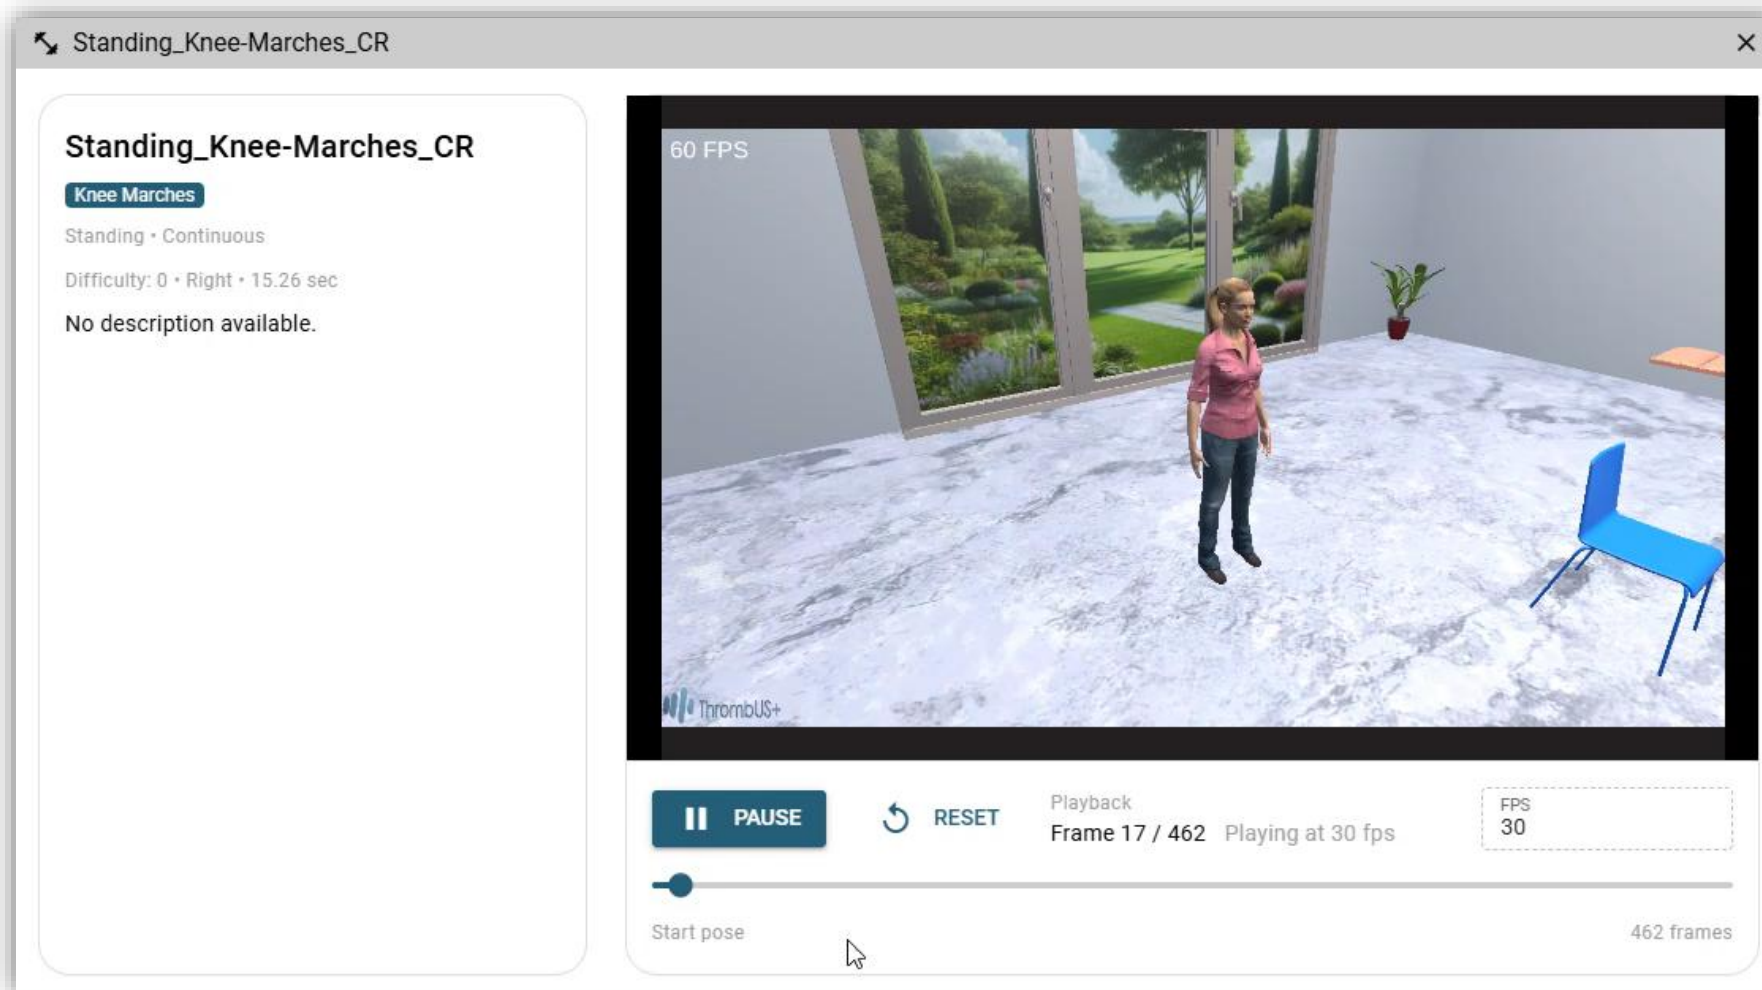 Standing_Knee-Marches_CR
Standing_Knee-Marches_CR
Knee Marches
Standing • Continuous
Difficulty: 0 • Right • 15.26 sec
No description available.
60 FPS
ThrombUS+
PAUSE
RESET
Playback
Frame 17 / 462 Playing at 30 fps
FPS
30
Start pose
462 frames